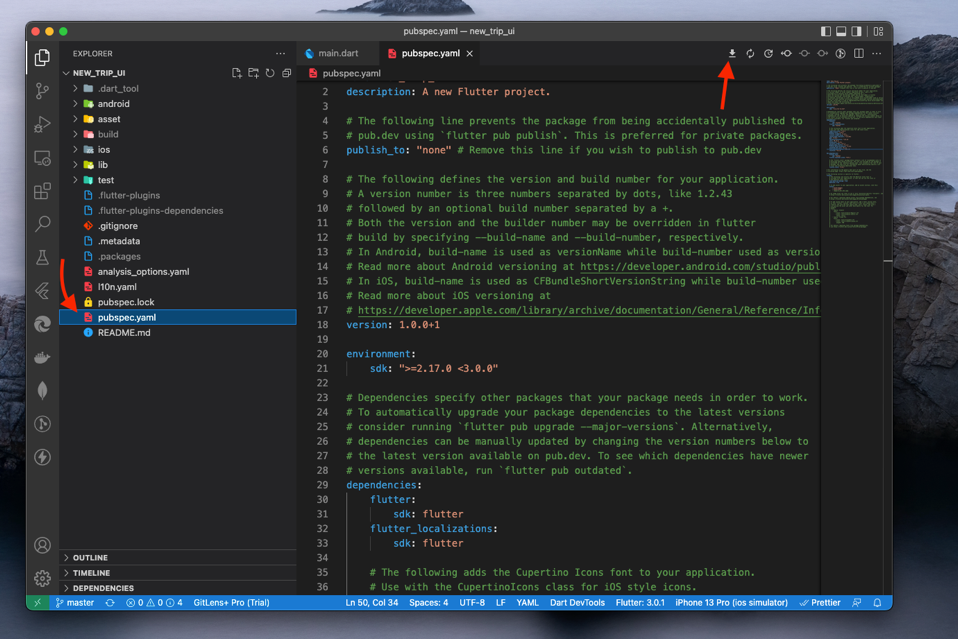 pubspec.yaml — new_trip_ui
EXPLORER
main.dart
pubspec.yaml
NEW_TRIP_UI
pubspec.yaml
.dart_tool
android
asset
build
ios
lib
test
.flutter-plugins
.flutter-plugins-dependencies
.gitignore
.metadata
.packages
analysis_options.yaml
l10n.yaml
pubspec.lock
pubspec.yaml
README.md
OUTLINE
TIMELINE
DEPENDENCIES
2 description: A new Flutter project.
3
4 # The following line prevents the package from being accidentally published to
5 # pub.dev using `flutter pub publish`. This is preferred for private packages.
6 publish_to: "none" # Remove this line if you wish to publish to pub.dev
7
8 # The following defines the version and build number for your application.
9 # A version number is three numbers separated by dots, like 1.2.43
10 # followed by an optional build number separated by a +.
11 # Both the version and the builder number may be overridden in flutter
12 # build by specifying --build-name and --build-number, respectively.
13 # In Android, build-name is used as versionName while build-number used as versio
14 # Read more about Android versioning at https://developer.android.com/studio/publ
15 # In iOS, build-name is used as CFBundleShortVersionString while build-number use
16 # Read more about iOS versioning at
17 # https://developer.apple.com/library/archive/documentation/General/Reference/Inf
18 version: 1.0.0+1
19
20 environment:
21 sdk: ">=2.17.0 <3.0.0"
22
23 # Dependencies specify other packages that your package needs in order to work.
24 # To automatically upgrade your package dependencies to the latest versions
25 # consider running `flutter pub upgrade --major-versions`. Alternatively,
26 # dependencies can be manually updated by changing the version numbers below to
27 # the latest version available on pub.dev. To see which dependencies have newer
28 # versions available, run `flutter pub outdated`.
29 dependencies:
30 flutter:
31 sdk: flutter
32 flutter_localizations:
33 sdk: flutter
34
35 # The following adds the Cupertino Icons font to your application.
36 # Use with the CupertinoIcons class for iOS style icons.
master 0 0 4 GitLens+ Pro (Trial) Ln 50, Col 34 Spaces: 4 UTF-8 LF YAML Dart DevTools Flutter: 3.0.1 iPhone 13 Pro (ios simulator) Prettier